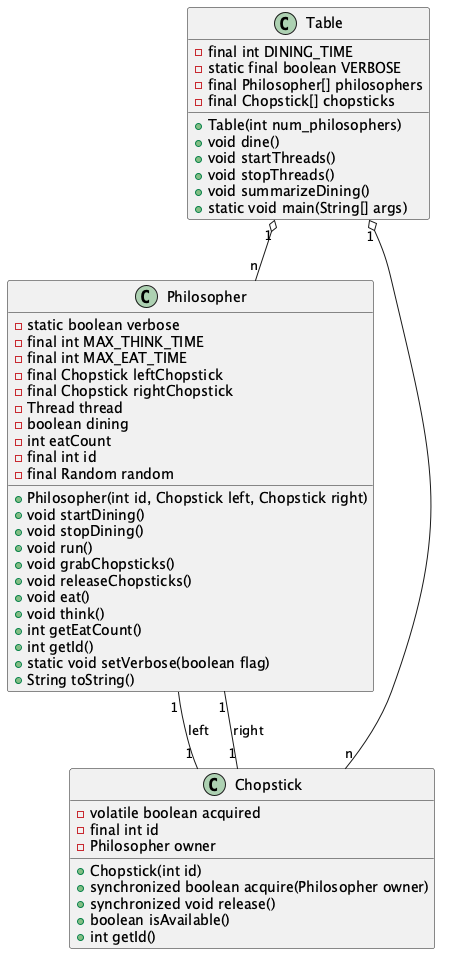 C Table
final int DINING_TIME
static final boolean VERBOSE
final Philosopher[] philosophers
final Chopstick[] chopsticks
Table(int num_philosophers)
void dine()
void startThreads()
void stopThreads()
void summarizeDining()
static void main(String[] args)
1
1
n
C Philosopher
static boolean verbose
final int MAX_THINK_TIME
final int MAX_EAT_TIME
final Chopstick leftChopstick
final Chopstick rightChopstick
Thread thread
boolean dining
int eatCount
final int id
final Random random
Philosopher(int id, Chopstick left, Chopstick right)
void startDining()
void stopDining()
void run()
void grabChopsticks()
void releaseChopsticks()
void eat()
void think()
int getEatCount()
int getId()
static void setVerbose(boolean flag)
String toString()
1
1
left
right
1
1
n
C Chopstick
volatile boolean acquired
final int id
Philosopher owner
Chopstick(int id)
synchronized boolean acquire(Philosopher owner)
synchronized void release()
boolean isAvailable()
int getId()